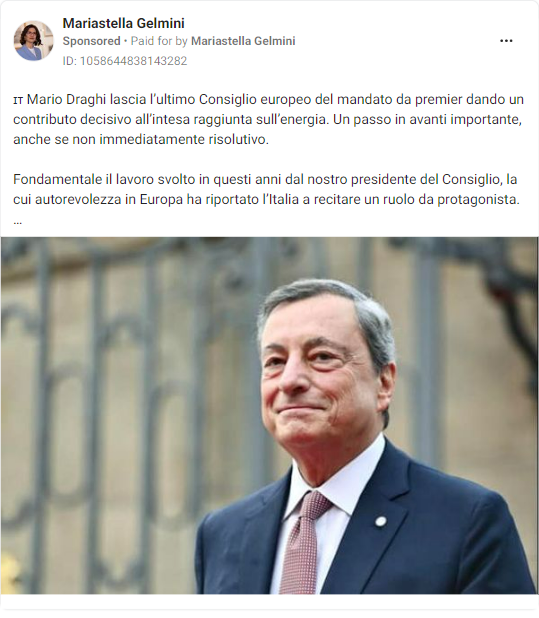 Mariastella Gelmini
Sponsored • Paid for by Mariastella Gelmini
ID: 1058644838143282
IT Mario Draghi lascia l'ultimo Consiglio europeo del mandato da premier dando un
contributo decisivo all'intesa raggiunta sull'energia. Un passo in avanti importante,
anche se non immediatamente risolutivo.
Fondamentale il lavoro svolto in questi anni dal nostro presidente del Consiglio, la
cui autorevolezza in Europa ha riportato l'Italia a recitare un ruolo da protagonista.
...